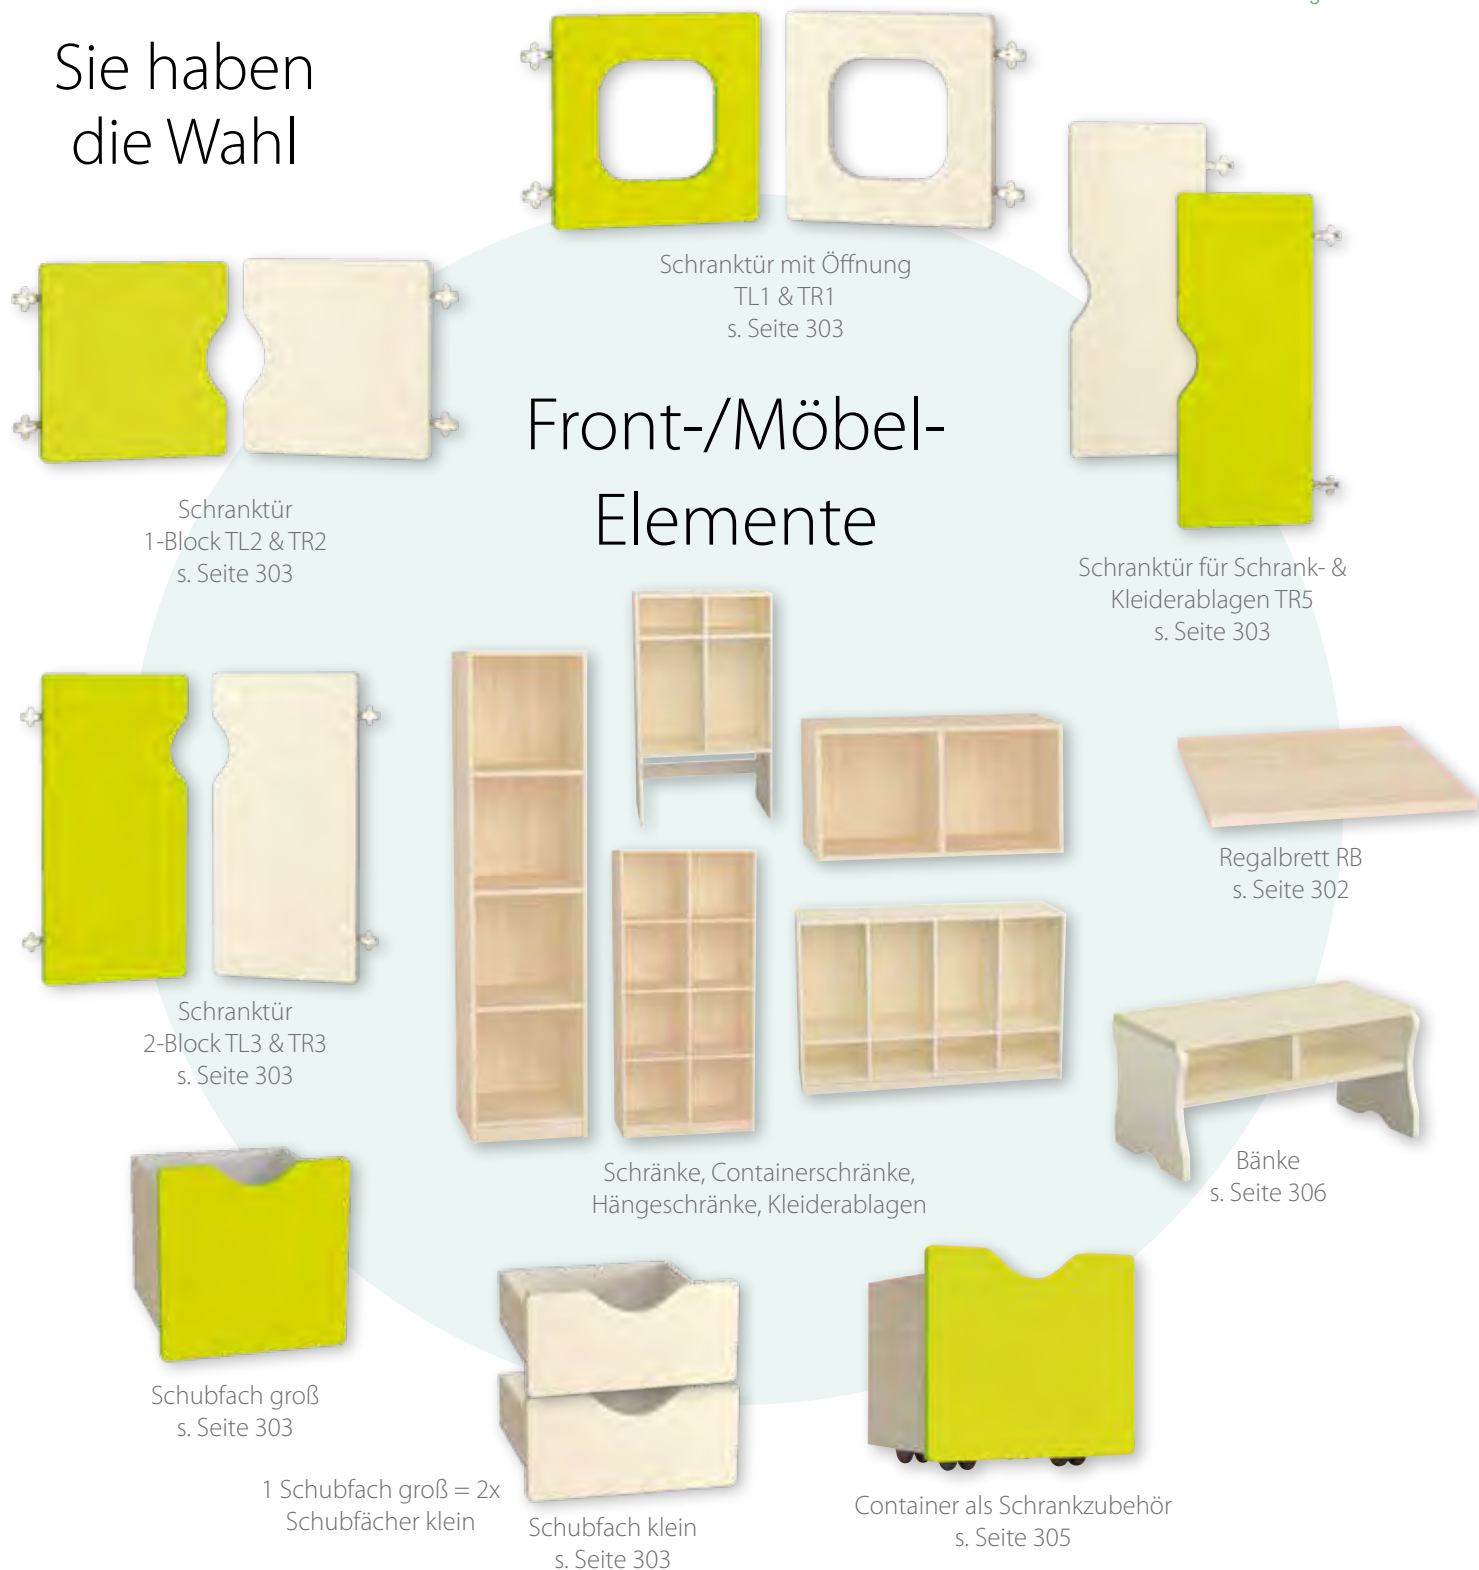 Sie haben
die Wahl
Schranktür mit Öffnung
TL1 & TR1
s. Seite 303
Schranktür
1-Block TL2 & TR2
s. Seite 303
Front-/Möbel-
Elemente
Schranktür für Schrank- &
Kleiderablagen TR5
s. Seite 303
Regalbrett RB
s. Seite 302
Schranktür
2-Block TL3 & TR3
s. Seite 303
Schränke, Containerschränke,
Hängeschränke, Kleiderablagen
Bänke
s. Seite 306
Schubfach groß
s. Seite 303
1 Schubfach groß = 2x
Schubfächer klein
Schubfach klein
s. Seite 303
Container als Schrankzubehör
s. Seite 305